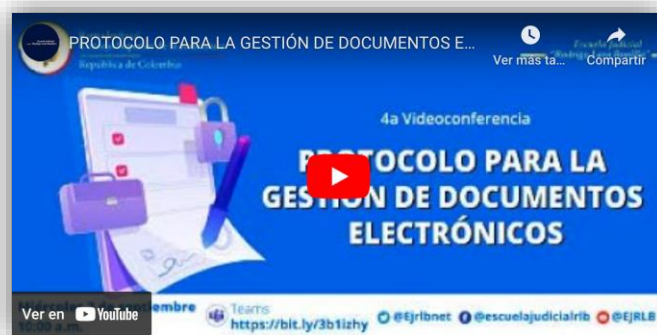 PROTOCOLO PARA LA GESTIÓN DE DOCUMENTOS E...
Ver más ta...
Compartir
Escuela Judicial
"Rodrigo Lara Bonilla"
República de Colombia
4a Videoconferencia
PROTOCOLO PARA LA
GESTIÓN DE DOCUMENTOS
ELECTRÓNICOS
Ver en YouTube
Teams
https://bit.ly/3b1izhy
@Ejrlbnet @escuelajudicialrlb @EJRLB